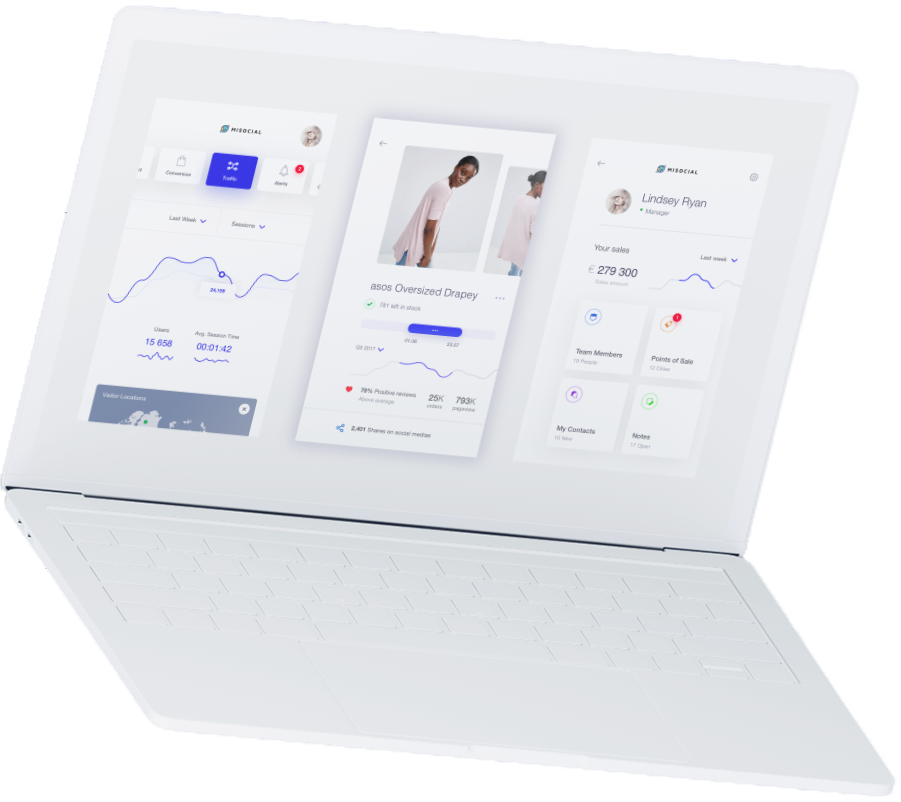 MISOCIAL
Conversion
Traffic
Alerts
2
Last Week
Sessions
24,108
Users
15 658
Avg. Session Time
00:01:42
Visitor Locations
asos Oversized Drapey
781 left in stock
01.06
23.07
Q3 2017
78% Positive reviews
Above average
25K
orders
793K
pageview
2,401 Shares on social medias
MISOCIAL
Lindsey Ryan
Manager
Your sales
Last week
€ 279 300
Sales amount
1
Team Members
Points of Sale
12 Cities
My Contacts
10 New
Notes
17 Open